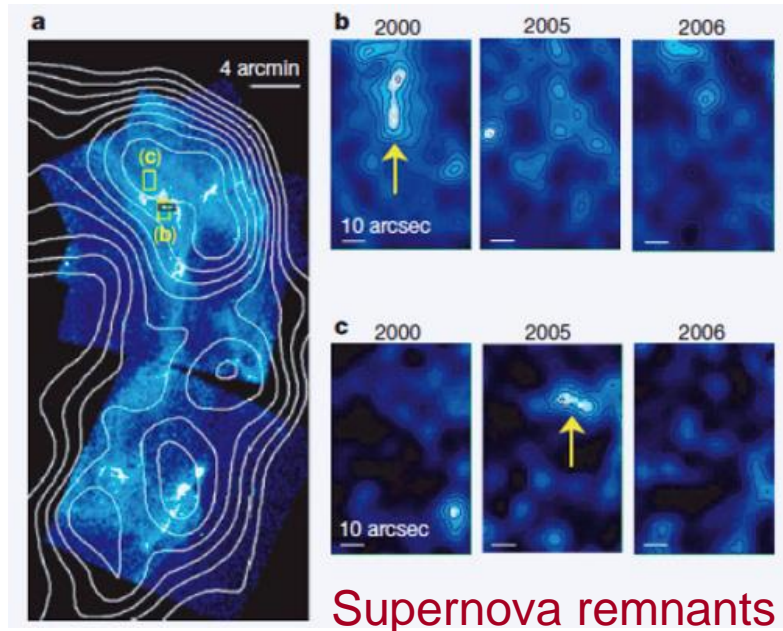 a
4 arcmin
(c)
(b)
b
2000
2005
2006
10 arcsec
c
2000
2005
2006
10 arcsec
Supernova remnants